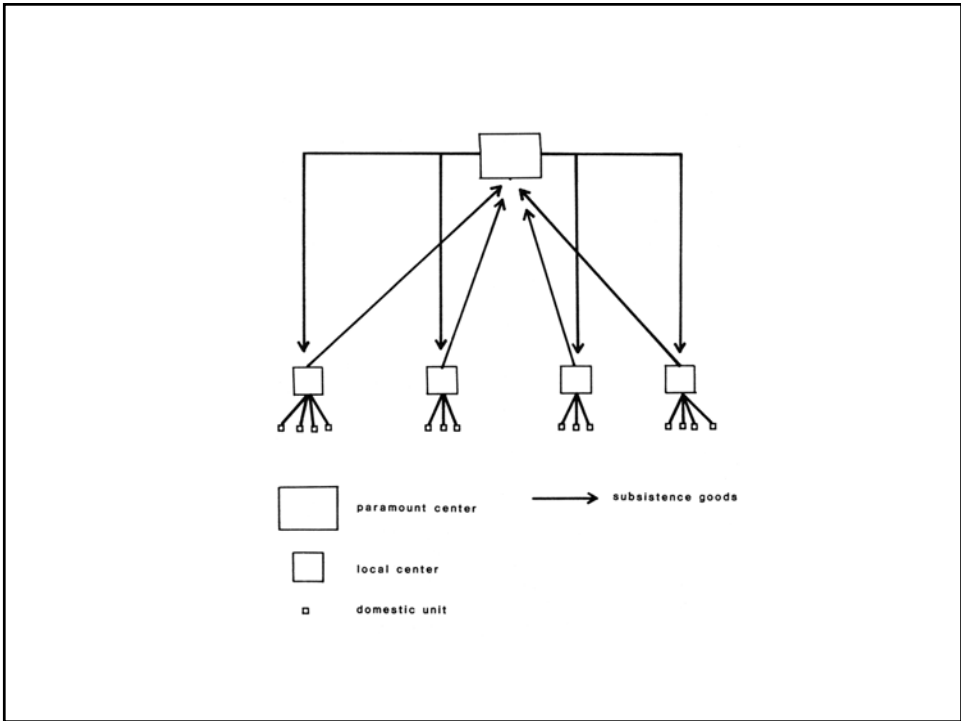 paramount center
subsistence goods
local center
domestic unit